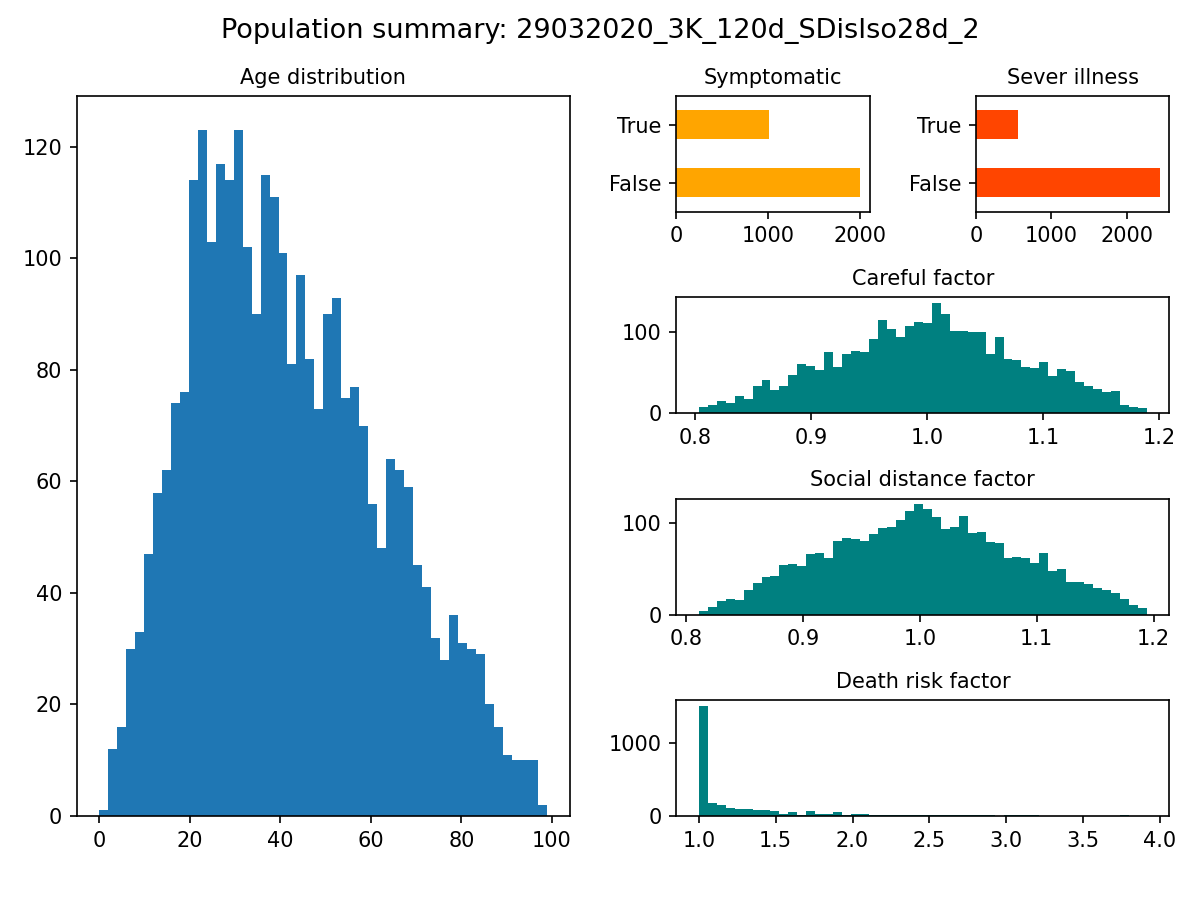 Population summary: 29032020_3K_120d_SDisIso28d_2
Age distribution
120
100
80
60
40
20
0
0 20 40 60 80 100
Symptomatic
True
False
0 1000 2000
Sever illness
True
False
0 1000 2000
Careful factor
100
0
0.8 0.9 1.0 1.1 1.2
Social distance factor
100
0
0.8 0.9 1.0 1.1 1.2
Death risk factor
1000
0
1.0 1.5 2.0 2.5 3.0 3.5 4.0